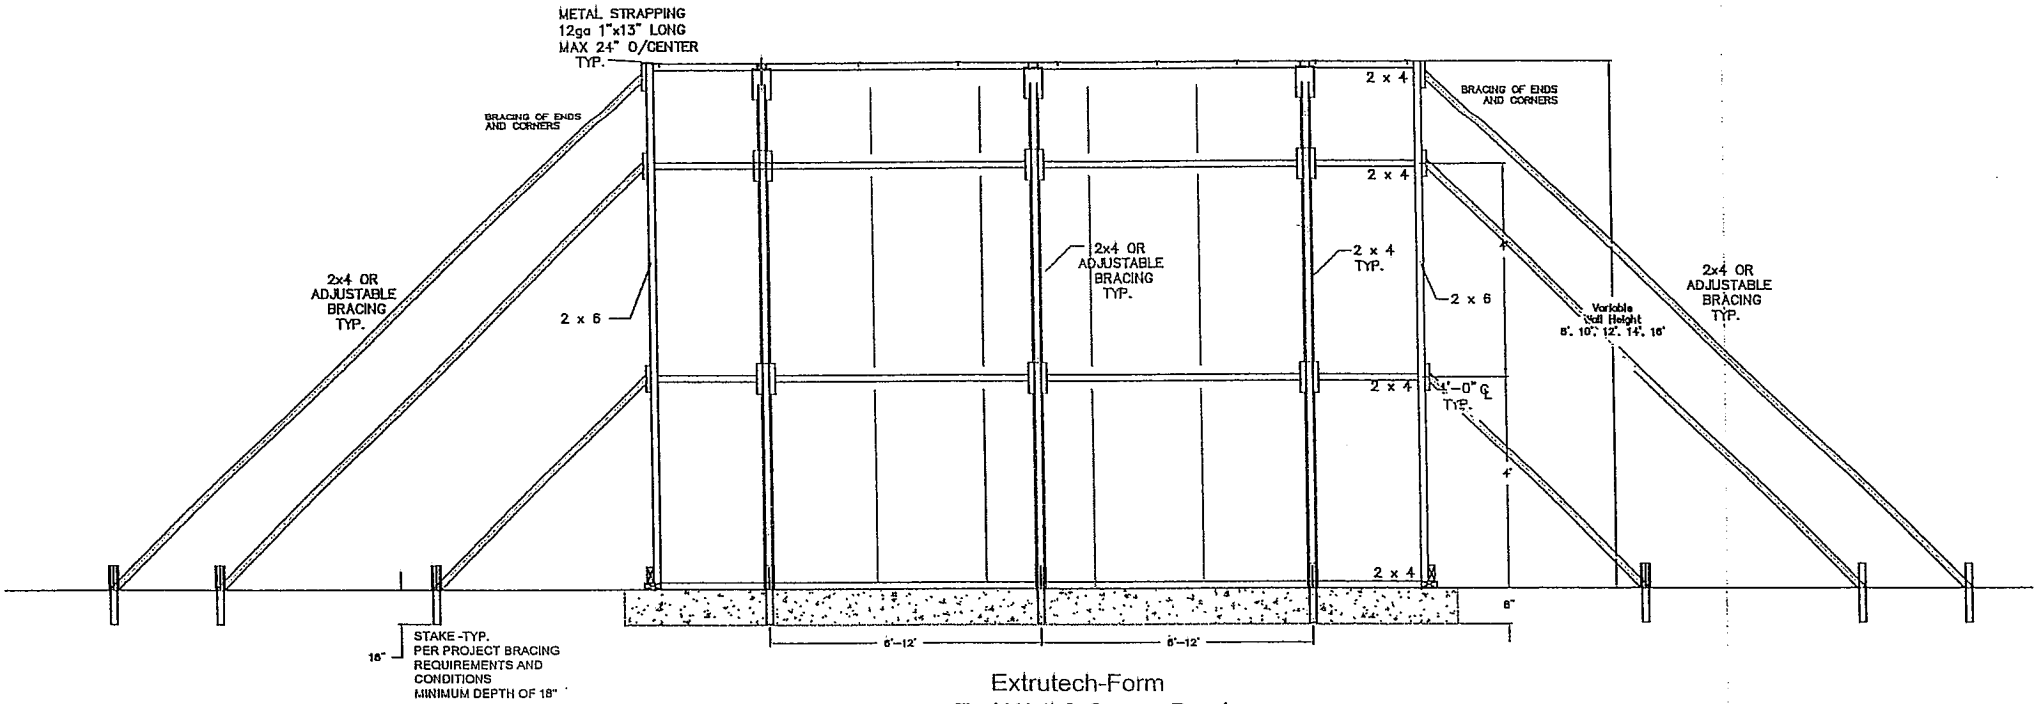 METAL STRAPPING
12ga 1"x13" LONG
MAX 24" O/CENTER
TYP.
2 x 4
BRACING OF ENDS
AND CORNERS
BRACING OF ENDS
AND CORNERS
2 x 4
2x4 OR
ADJUSTABLE
BRACING
TYP.
2 x 4
TYP.
4'
2x4 OR
ADJUSTABLE
BRACING
TYP.
2x4 OR
ADJUSTABLE
BRACING
TYP.
2 x 6
2 x 6
Variable
Wall Height
8', 10', 12', 14', 16'
2 x 4
4'-0" ℄
TYP.
4'
2 x 4
6'-12'
6'-12'
STAKE-TYP.
PER PROJECT BRACING
REQUIREMENTS AND
CONDITIONS
MINIMUM DEPTH OF 18"
Extrutech-Form